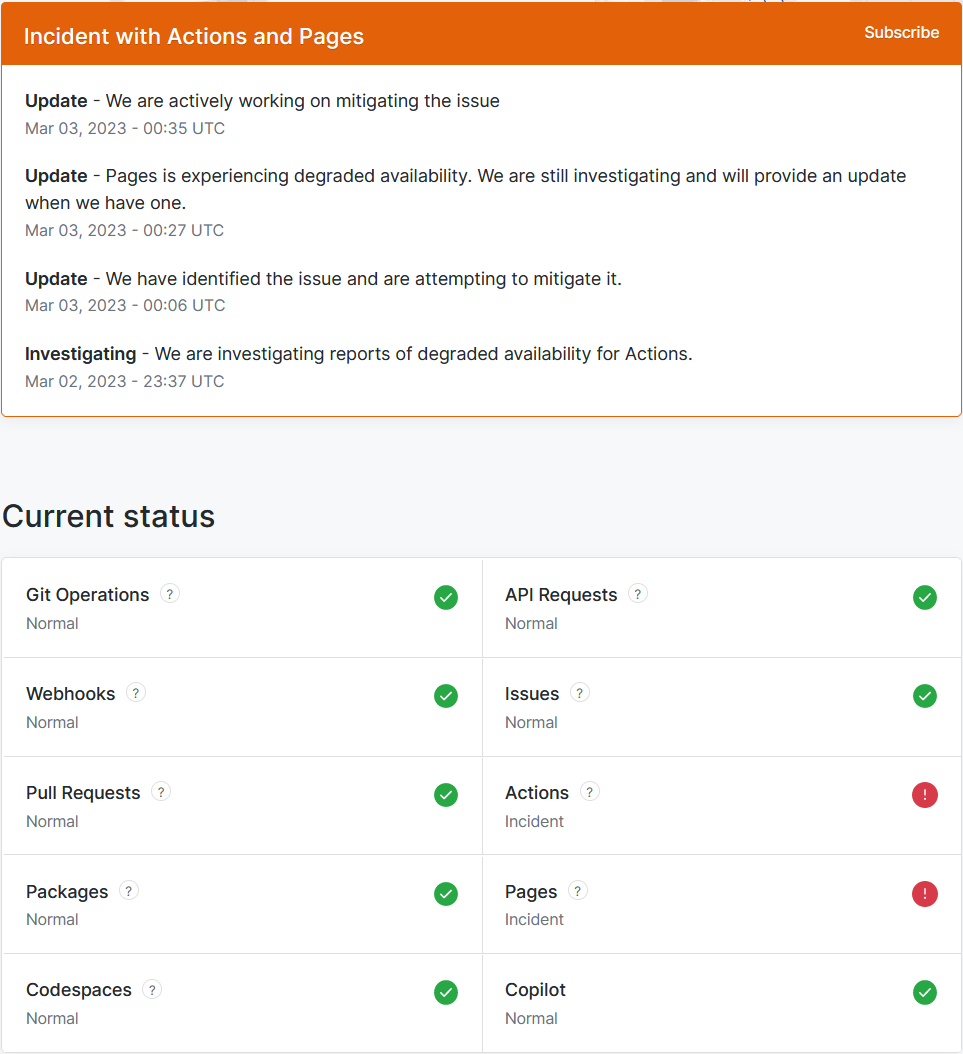 Incident with Actions and Pages
Subscribe
Update - We are actively working on mitigating the issue
Mar 03, 2023 - 00:35 UTC
Update - Pages is experiencing degraded availability. We are still investigating and will provide an update
when we have one.
Mar 03, 2023 - 00:27 UTC
Update - We have identified the issue and are attempting to mitigate it.
Mar 03, 2023 - 00:06 UTC
Investigating - We are investigating reports of degraded availability for Actions.
Mar 02, 2023 - 23:37 UTC
Current status
Git Operations ?
Normal
API Requests ?
Normal
Webhooks ?
Normal
Issues ?
Normal
Pull Requests ?
Normal
Actions ?
Incident
Packages ?
Normal
Pages ?
Incident
Codespaces ?
Normal
Copilot
Normal